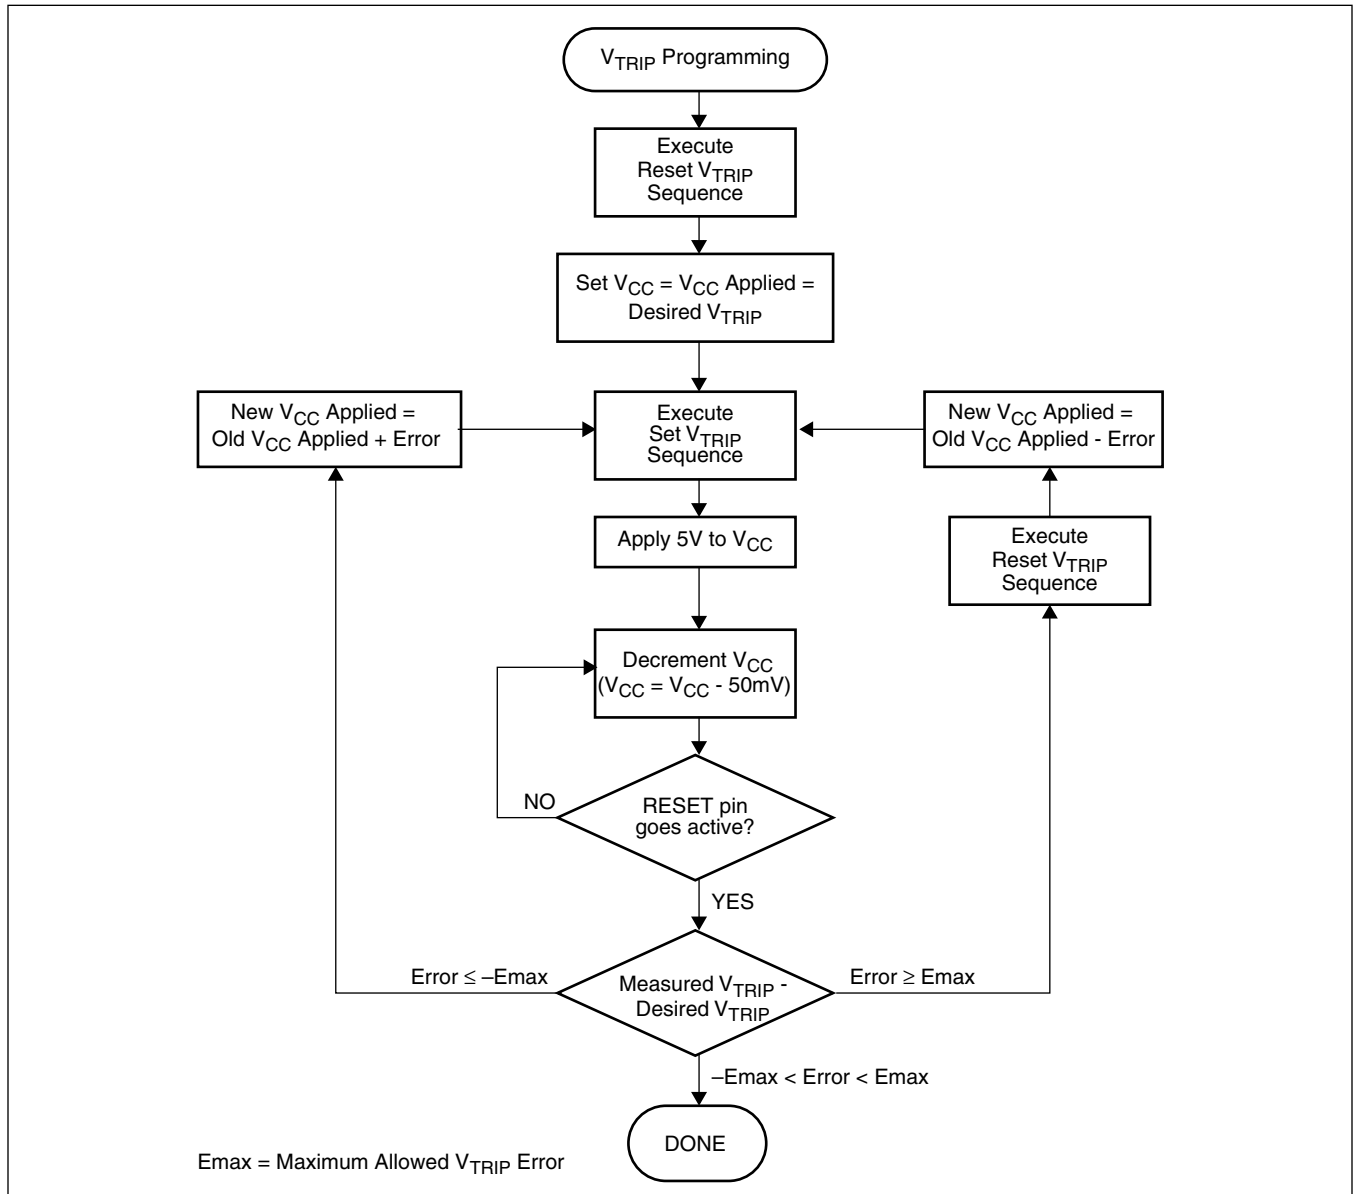 VTRIP Programming
Execute
Reset VTRIP
Sequence
Set VCC = VCC Applied =
Desired VTRIP
New VCC Applied =
Old VCC Applied + Error
Execute
Set VTRIP
Sequence
New VCC Applied =
Old VCC Applied - Error
Apply 5V to VCC
Execute
Reset VTRIP
Sequence
Decrement VCC
(VCC = VCC - 50mV)
NO
RESET pin
goes active?
YES
Error ≤ –Emax
Measured VTRIP -
Desired VTRIP
Error ≥ Emax
–Emax < Error < Emax
DONE
Emax = Maximum Allowed VTRIP Error